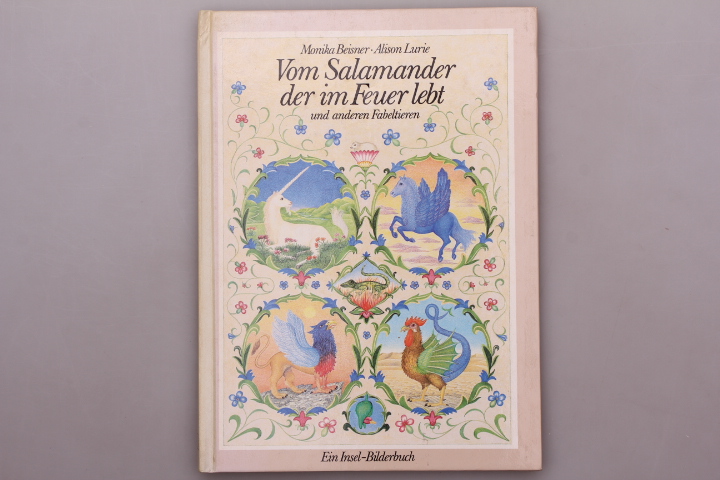 Monika Beisner · Alison Lurie
Vom Salamander
der im Feuer lebt
und anderen Fabeltieren
Ein Insel-Bilderbuch